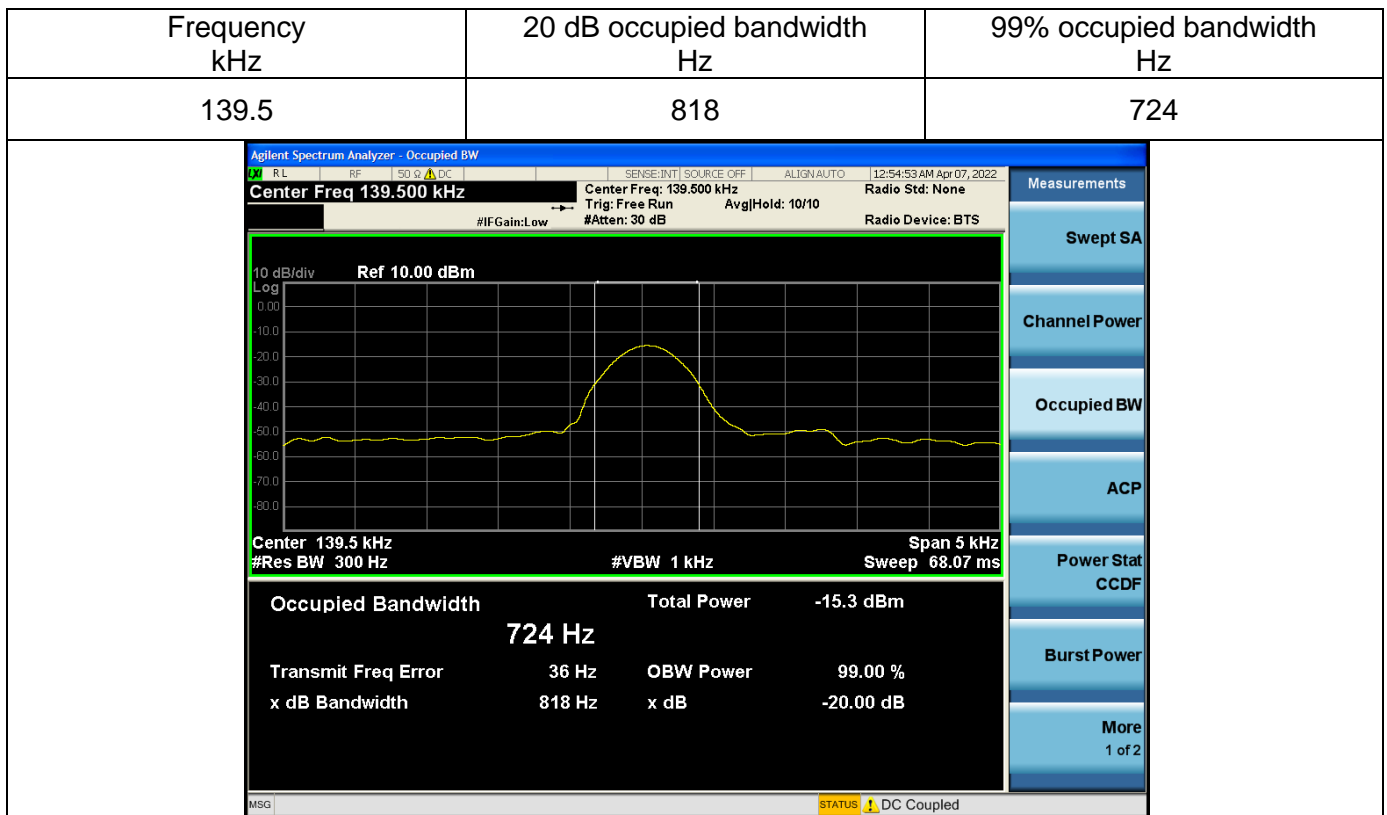 Frequency
kHz
20 dB occupied bandwidth
Hz
99% occupied bandwidth
Hz
139.5
818
724
Agilent Spectrum Analyzer - Occupied BW
LXI RL RF 50 Ω DC SENSE:INT SOURCE OFF ALIGN AUTO 12:54:53 AM Apr 07, 2022
Center Freq 139.500 kHz
Center Freq: 139.500 kHz
Radio Std: None
Trig: Free Run Avg|Hold: 10/10
#IFGain:Low
#Atten: 30 dB
Radio Device: BTS
10 dB/div Ref 10.00 dBm
Log
0.00
-10.0
-20.0
-30.0
-40.0
-50.0
-60.0
-70.0
-80.0
Center 139.5 kHz Span 5 kHz
#Res BW 300 Hz #VBW 1 kHz Sweep 68.07 ms
Occupied Bandwidth Total Power -15.3 dBm
724 Hz
Transmit Freq Error 36 Hz OBW Power 99.00 %
x dB Bandwidth 818 Hz x dB -20.00 dB
MSG STATUS DC Coupled
Measurements
Swept SA
Channel Power
Occupied BW
ACP
Power Stat
CCDF
Burst Power
More
1 of 2